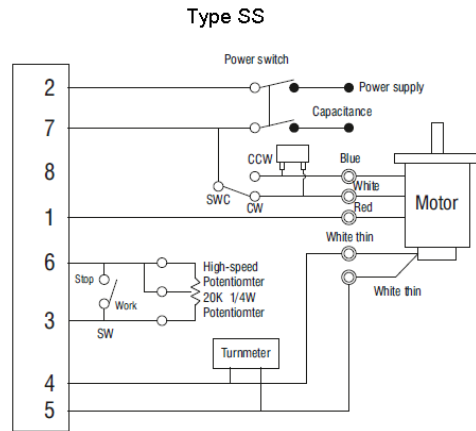 Type SS
Power switch
2
Power supply
7
Capacitance
8
CCW
Blue
White
SWC
CW
Red
1
Motor
White thin
6
Stop
High-speed
Potentiomter
20K 1/4W
Potentiomter
Work
3
SW
White thin
Turnmeter
4
5